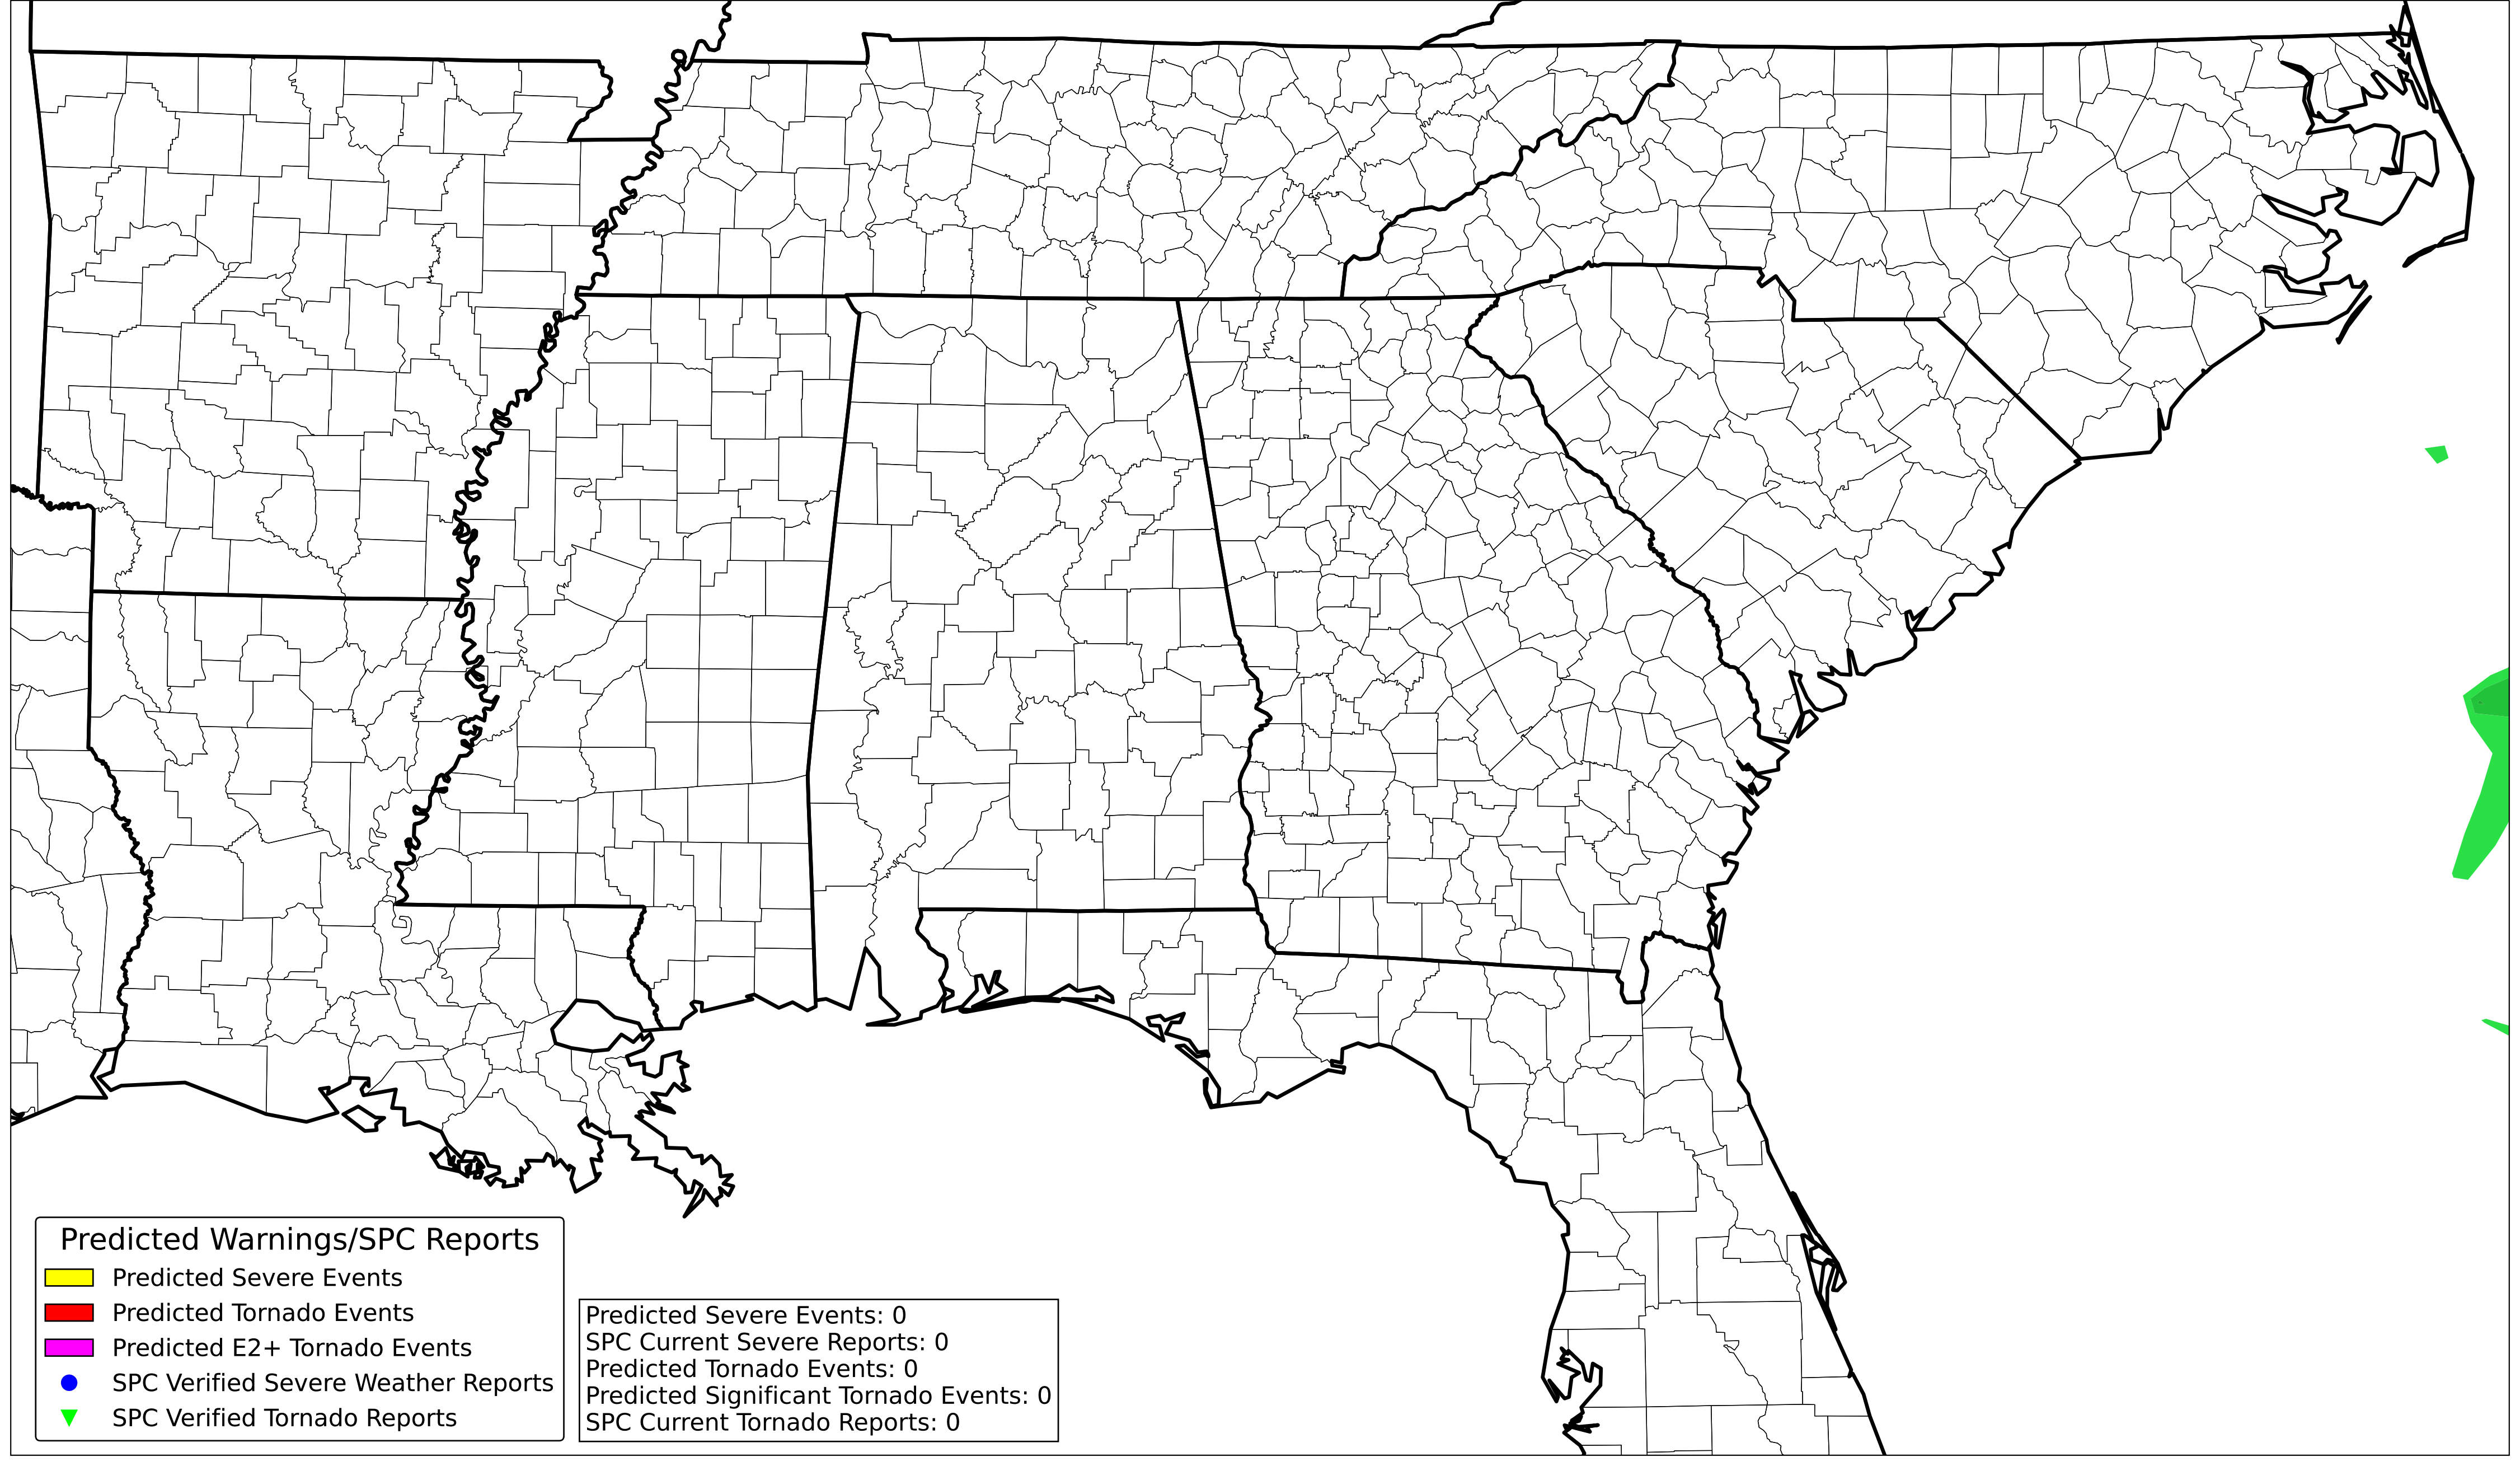 Predicted Warnings/SPC Reports
Predicted Severe Events
Predicted Tornado Events
Predicted E2+ Tornado Events
SPC Verified Severe Weather Reports
SPC Verified Tornado Reports
Predicted Severe Events: 0
SPC Current Severe Reports: 0
Predicted Tornado Events: 0
Predicted Significant Tornado Events: 0
SPC Current Tornado Reports: 0